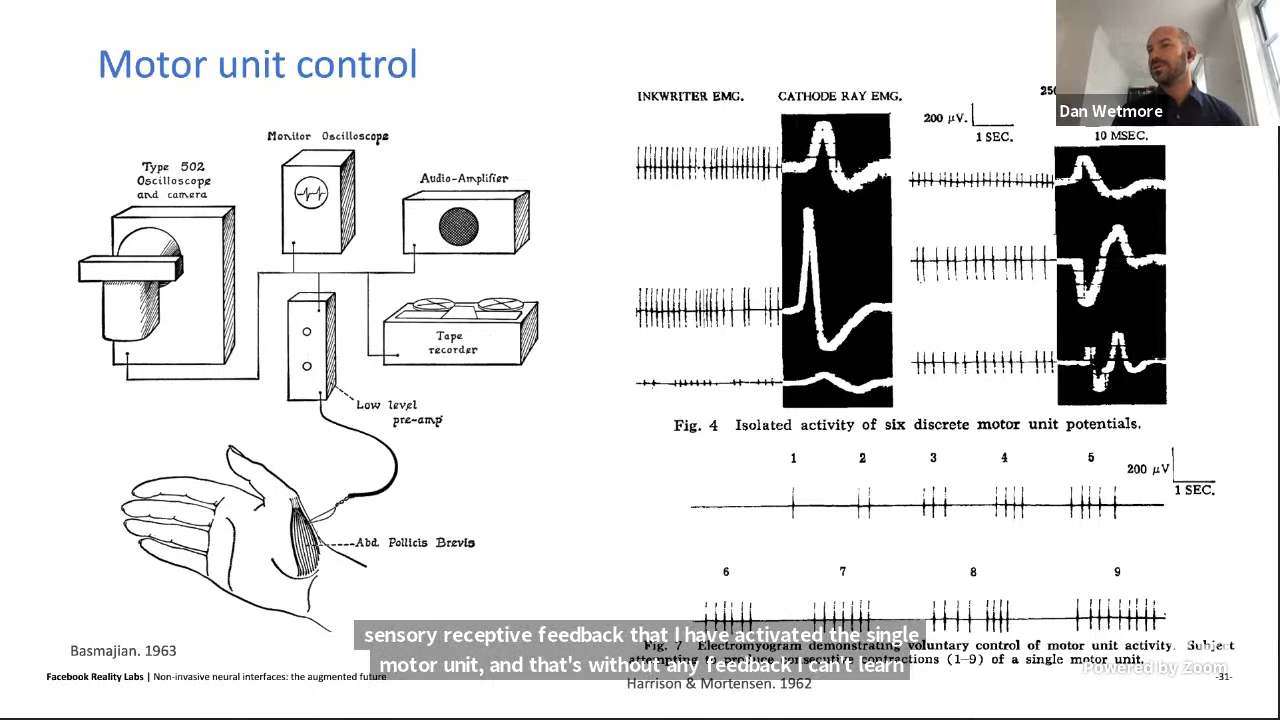 Motor unit control
Dan Wetmore
INKWRITER EMG.
CATHODE RAY EMG.
200 µV.
1 SEC.
10 MSEC.
Monitor Oscilloscope
Type 502
Oscilloscope
and camera
Audio-Amplifier
Tape
recorder
Low level
pre-amp
Abd. Pollicis Brevis
Fig. 4 Isolated activity of six discrete motor unit potentials.
1 2 3 4 5
200 µV
1 SEC.
6 7 8 9
sensory receptive feedback that I have activated the single
motor unit, and that's without any feedback I can't learn
Fig. 7 Electromyogram demonstrating voluntary control of motor unit activity. Subject
attempting to produce consecutive contractions (1–9) of a single motor unit.
Basmajian. 1963
Powered by Zoom
Facebook Reality Labs | Non-invasive neural interfaces: the augmented future
Harrison & Mortensen. 1962
-31-